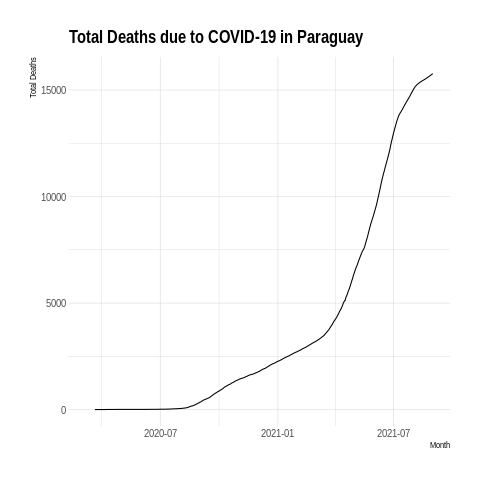 Total Deaths due to COVID-19 in Paraguay
Total Deaths
15000
10000
5000
0
2020-07 2021-01 2021-07
Month